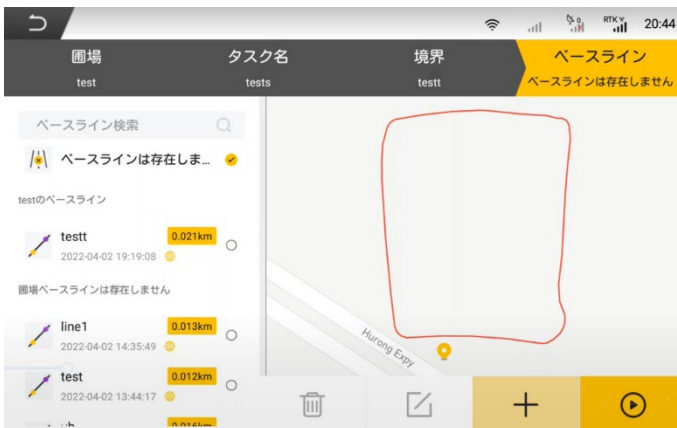 RTK 20:44
圃場 タスク名 境界 ベースライン
test tests testt ベースラインは存在しません
ベースライン検索
ベースラインは存在しま...
testのベースライン
testt 0.021km
2022-04-02 19:19:08
圃場ベースラインは存在しません
line1 0.013km
2022-04-02 14:35:49
test 0.012km
2022-04-02 13:44:17
Hurong Expy